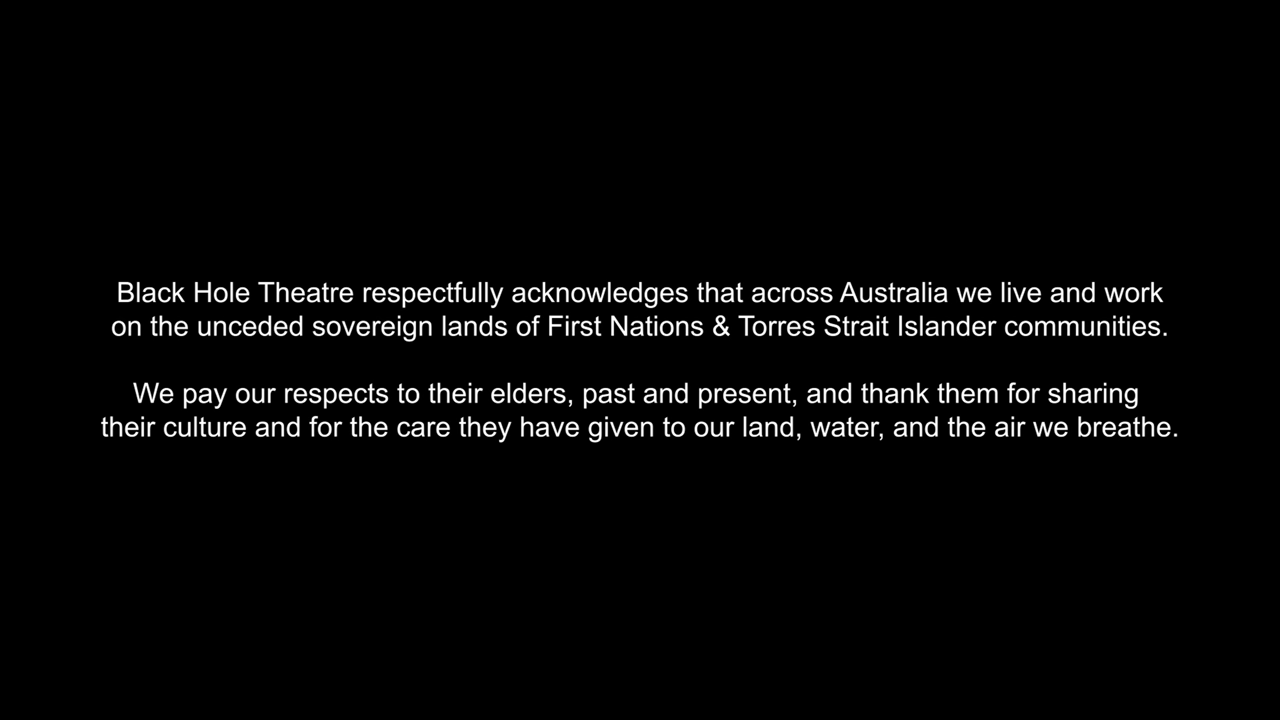 Black Hole Theatre respectfully acknowledges that across Australia we live and work
on the unceded sovereign lands of First Nations & Torres Strait Islander communities.
We pay our respects to their elders, past and present, and thank them for sharing
their culture and for the care they have given to our land, water, and the air we breathe.